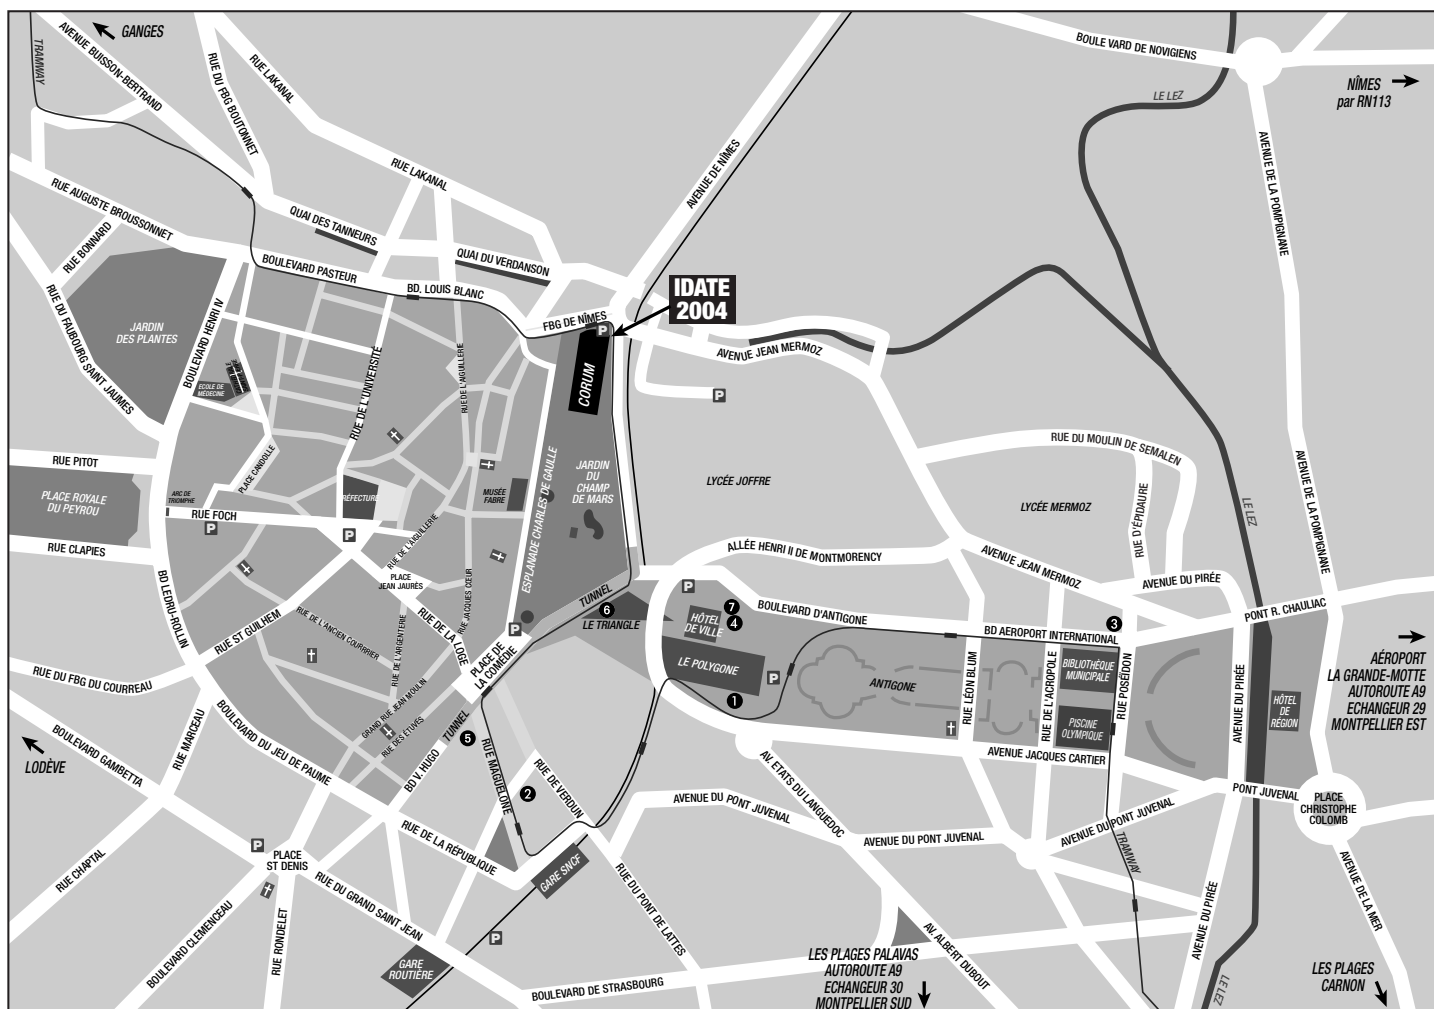 GANGES
TRAMWAY
AVENUE BUISSON-BERTRAND
RUE DU FBG BOUTONNET
RUE LAKANAL
RUE LAKANAL
BOULE VARD DE NOVIGIENS
LE LEZ
NÎMES
par RN113
AVENUE DE NÎMES
AVENUE DE LA POMPIGNANE
RUE AUGUSTE BROUSSONNET
RUE BONNARD
QUAI DES TANNEURS
QUAI DU VERDANSON
BOULEVARD PASTEUR
BD. LOUIS BLANC
IDATE
2004
FBG DE NÎMES
P
CORUM
AVENUE JEAN MERMOZ
P
RUE DU FAUBOURG SAINT JAUMES
JARDIN
DES PLANTES
BOULEVARD HENRI IV
ECOLE DE
MÉDECINE
RUE DE L'UNIVERSITÉ
RUE DE L'AIGUILLERIE
RUE PITOT
PLACE CANDOLLE
PLACE ROYALE
DU PEYROU
ARC DE
TRIOMPHE
PRÉFECTURE
MUSÉE
FABRE
ESPLANADE CHARLES DE GAULLE
JARDIN
DU
CHAMP
DE MARS
LYCÉE JOFFRE
RUE DU MOULIN DE SEMALEN
LYCÉE MERMOZ
RUE D'ÉPIDAURE
LE LEZ
AVENUE DE LA POMPIGNANE
RUE FOCH
P
P
RUE CLAPIES
RUE DE L'AIGUILLERIE
PLACE
JEAN JAURÈS
RUE JACQUES CŒUR
ALLÉE HENRI II DE MONTMORENCY
AVENUE JEAN MERMOZ
AVENUE DU PIRÉE
BD LEDRU-ROLLIN
RUE ST GUILHEM
RUE DE L'ANCIEN COURRRIER
RUE DE L'ARGENTERIE
RUE DE LA LOGE
PLACE DE
LA COMÉDIE
P
TUNNEL
6
LE TRIANGLE
P
7
4
HÔTEL
DE VILLE
BOULEVARD D'ANTIGONE
BD AEROPORT INTERNATIONAL
3
PONT R. CHAULIAC
LE POLYGONE
P
1
ANTIGONE
RUE LÉON BLUM
RUE DE L'ACROPOLE
BIBLIOTHÈQUE
MUNICIPALE
PISCINE
OLYMPIQUE
RUE POSÉIDON
AVENUE DU PIRÉE
HÔTEL
DE
RÉGION
AÉROPORT
LA GRANDE-MOTTE
AUTOROUTE A9
ECHANGEUR 29
MONTPELLIER EST
RUE DU FBG DU COURREAU
RUE MARCEAU
GRAND RUE JEAN MOULIN
RUE DES ETUVES
TUNNEL
5
BD V. HUGO
RUE MAGUELONE
2
RUE DE VERDUN
LODÈVE
BOULEVARD GAMBETTA
BOULEVARD DU JEU DE PAUME
AVENUE JACQUES CARTIER
AV. ETATS DU LANGUEDOC
AVENUE DU PONT JUVENAL
AVENUE DU PONT JUVENAL
AVENUE DU PONT JUVENAL
PONT JUVENAL
PLACE
CHRISTOPHE
COLOMB
RUE DE LA RÉPUBLIQUE
P
PLACE
ST DENIS
RUE CHAPTAL
GARE SNCF
RUE DU PONT DE LATTES
TRAMWAY
AVENUE DE LA MER
BOULEVARD CLEMENCEAU
RUE RONDELET
RUE DU GRAND SAINT JEAN
P
GARE
ROUTIÈRE
BOULEVARD DE STRASBOURG
LES PLAGES PALAVAS
AUTOROUTE A9
ECHANGEUR 30
MONTPELLIER SUD
AV. ALBERT DUBOUT
AVENUE DU PIRÉE
LE LEZ
LES PLAGES
CARNON